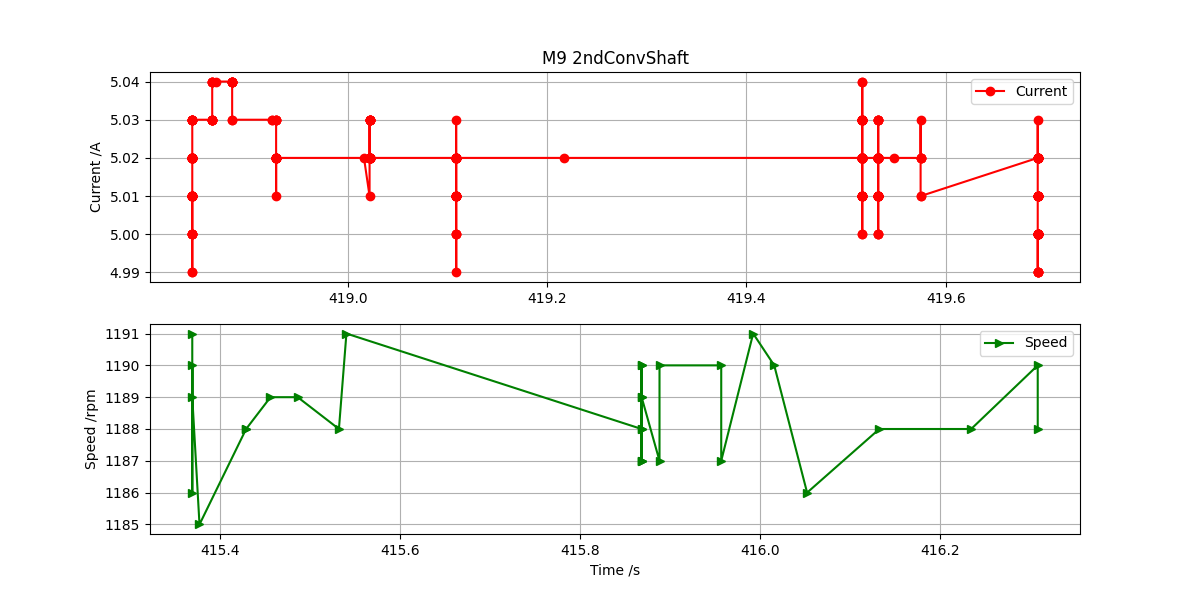 M9 2ndConvShaft
5.04
5.03
5.02
5.01
5.00
4.99
Current /A
Current
419.0 419.2 419.4 419.6
1191
1190
1189
1188
1187
1186
1185
Speed /rpm
Speed
415.4 415.6 415.8 416.0 416.2
Time /s